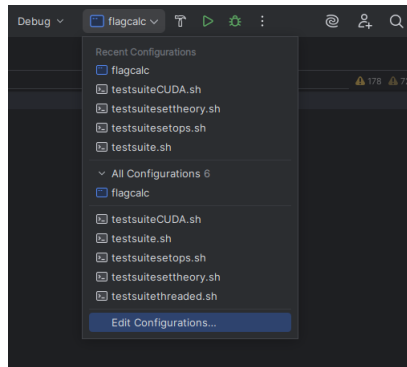 Debug flagcalc
Recent Configurations
flagcalc
178
testsuiteCUDA.sh
testsuitesettheory.sh
testsuitesetops.sh
testsuite.sh
All Configurations 6
flagcalc
testsuiteCUDA.sh
testsuite.sh
testsuitesetops.sh
testsuitesettheory.sh
testsuitethreaded.sh
Edit Configurations...